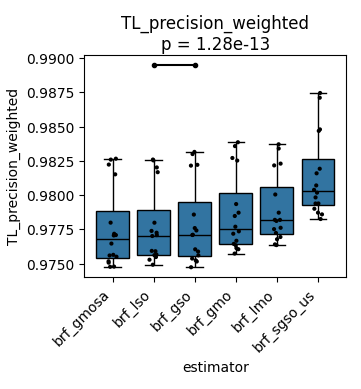 TL_precision_weighted
p = 1.28e-13
TL_precision_weighted
0.9900
0.9875
0.9850
0.9825
0.9800
0.9775
0.9750
brf_gmosa
brf_lso
brf_gso
brf_gmo
brf_lmo
brf_sgso_us
estimator